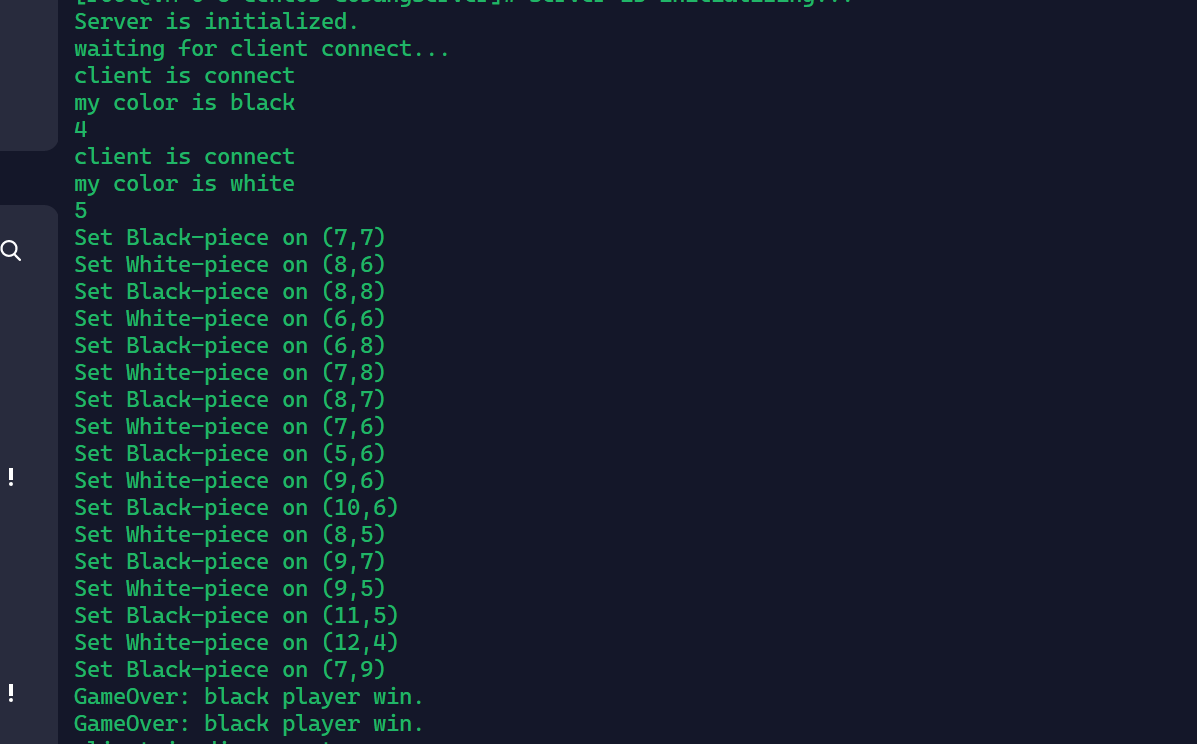 Server is initialized.
waiting for client connect...
client is connect
my color is black
4
client is connect
my color is white
5
Set Black-piece on (7,7)
Set White-piece on (8,6)
Set Black-piece on (8,8)
Set White-piece on (6,6)
Set Black-piece on (6,8)
Set White-piece on (7,8)
Set Black-piece on (8,7)
Set White-piece on (7,6)
Set Black-piece on (5,6)
Set White-piece on (9,6)
Set Black-piece on (10,6)
Set White-piece on (8,5)
Set Black-piece on (9,7)
Set White-piece on (9,5)
Set Black-piece on (11,5)
Set White-piece on (12,4)
Set Black-piece on (7,9)
GameOver: black player win.
GameOver: black player win.